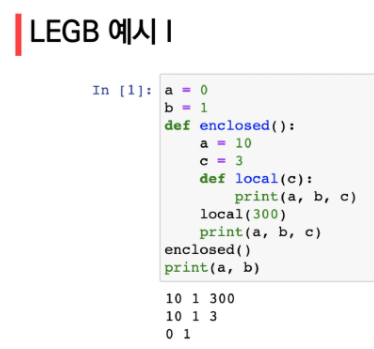 LEGB 예시 I
In [1]: a = 0
b = 1
def enclosed():
    a = 10
    c = 3
    def local(c):
        print(a, b, c)
    local(300)
    print(a, b, c)
enclosed()
print(a, b)
10 1 300
10 1 3
0 1